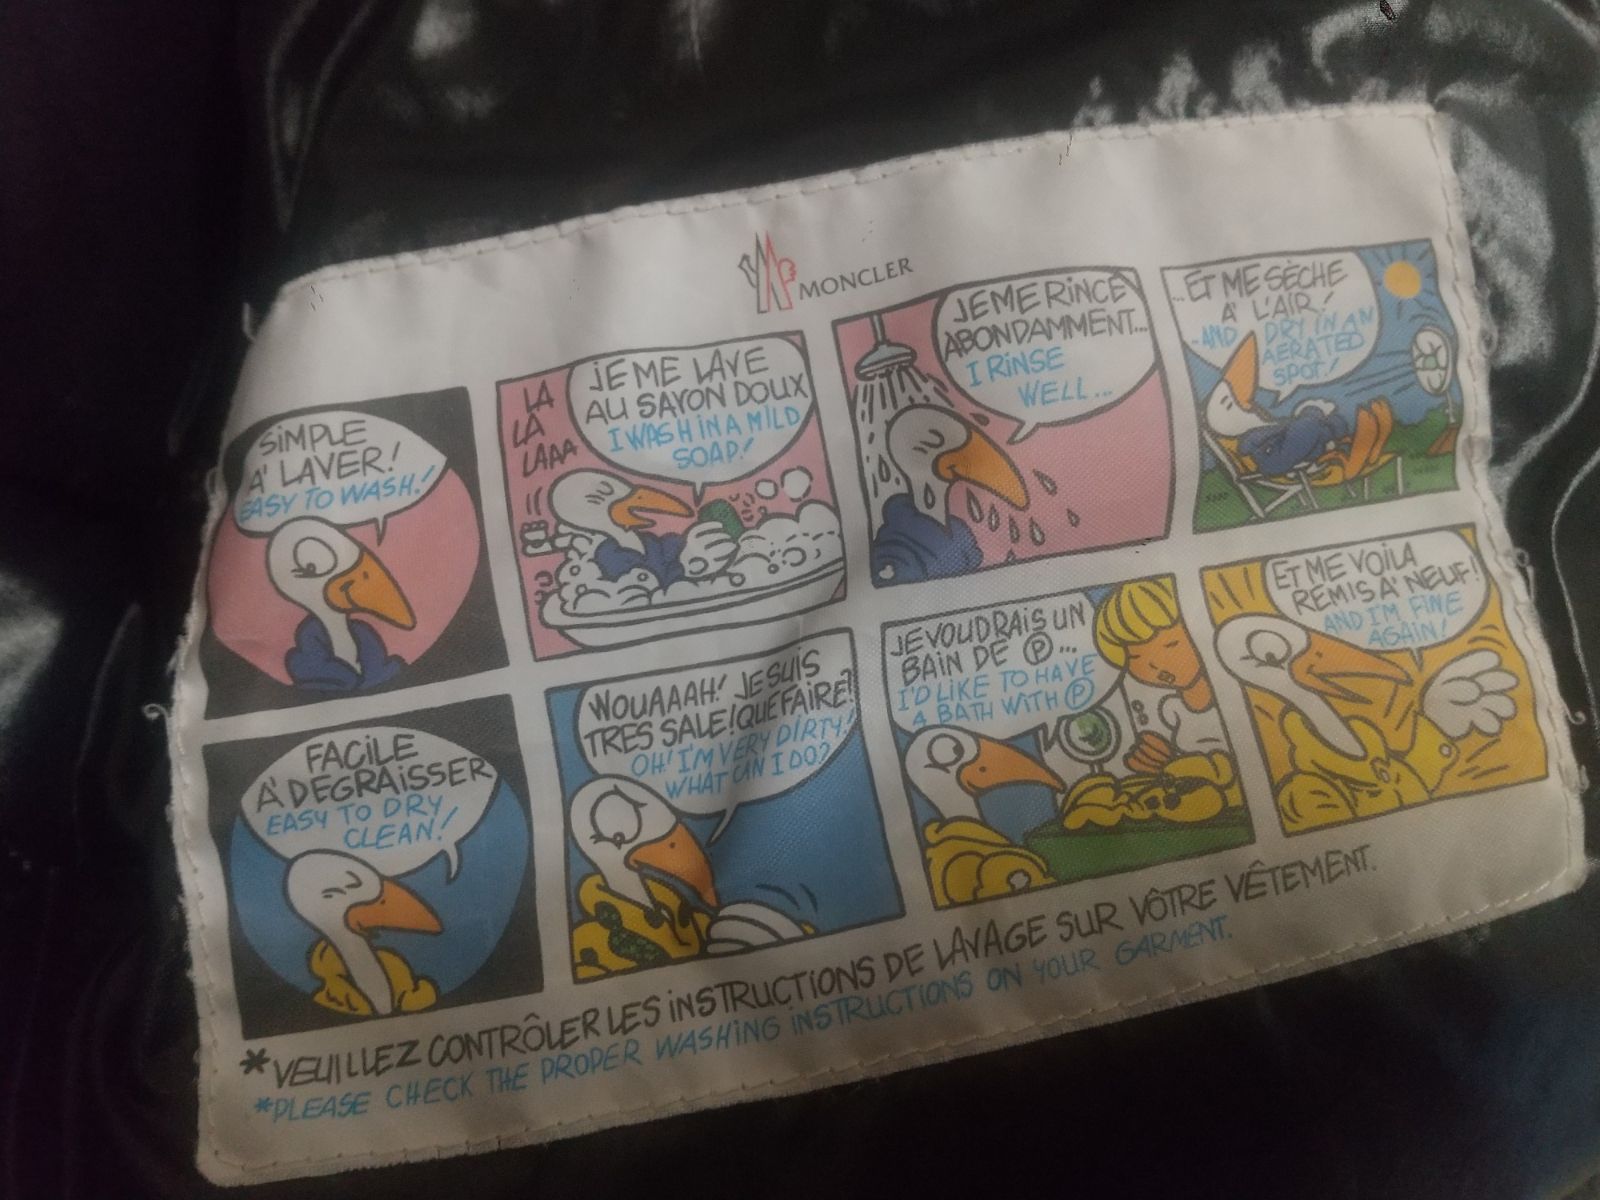 MONCLER
SIMPLE
A' LAVER!
EASY TO WASH!
LA
LA
LAAA
JE ME LAVE
AU SAVON DOUX
I WASH IN A MILD
SOAP!
JE ME RINCE
ABONDAMMENT...
I RINSE
WELL...
...ET ME SÈCHE
A' L'AIR!
..AND DRY IN AN
AERATED
SPOT!
FACILE
A' DEGRAISSER
EASY TO DRY
CLEAN!
WOUAAAH! JE SUIS
TRES SALE! QUE FAIRE?
OH! I'M VERY DIRTY!
WHAT CAN I DO?
JE VOUDRAIS UN
BAIN DE Ⓟ...
I'D LIKE TO HAVE
A BATH WITH Ⓟ
ET ME VOILA
REMIS A' NEUF!
AND I'M FINE
AGAIN!
*VEUILLEZ CONTRÔLER LES INSTRUCTIONS DE LAVAGE SUR VÔTRE VÊTEMENT.
*PLEASE CHECK THE PROPER WASHING INSTRUCTIONS ON YOUR GARMENT.